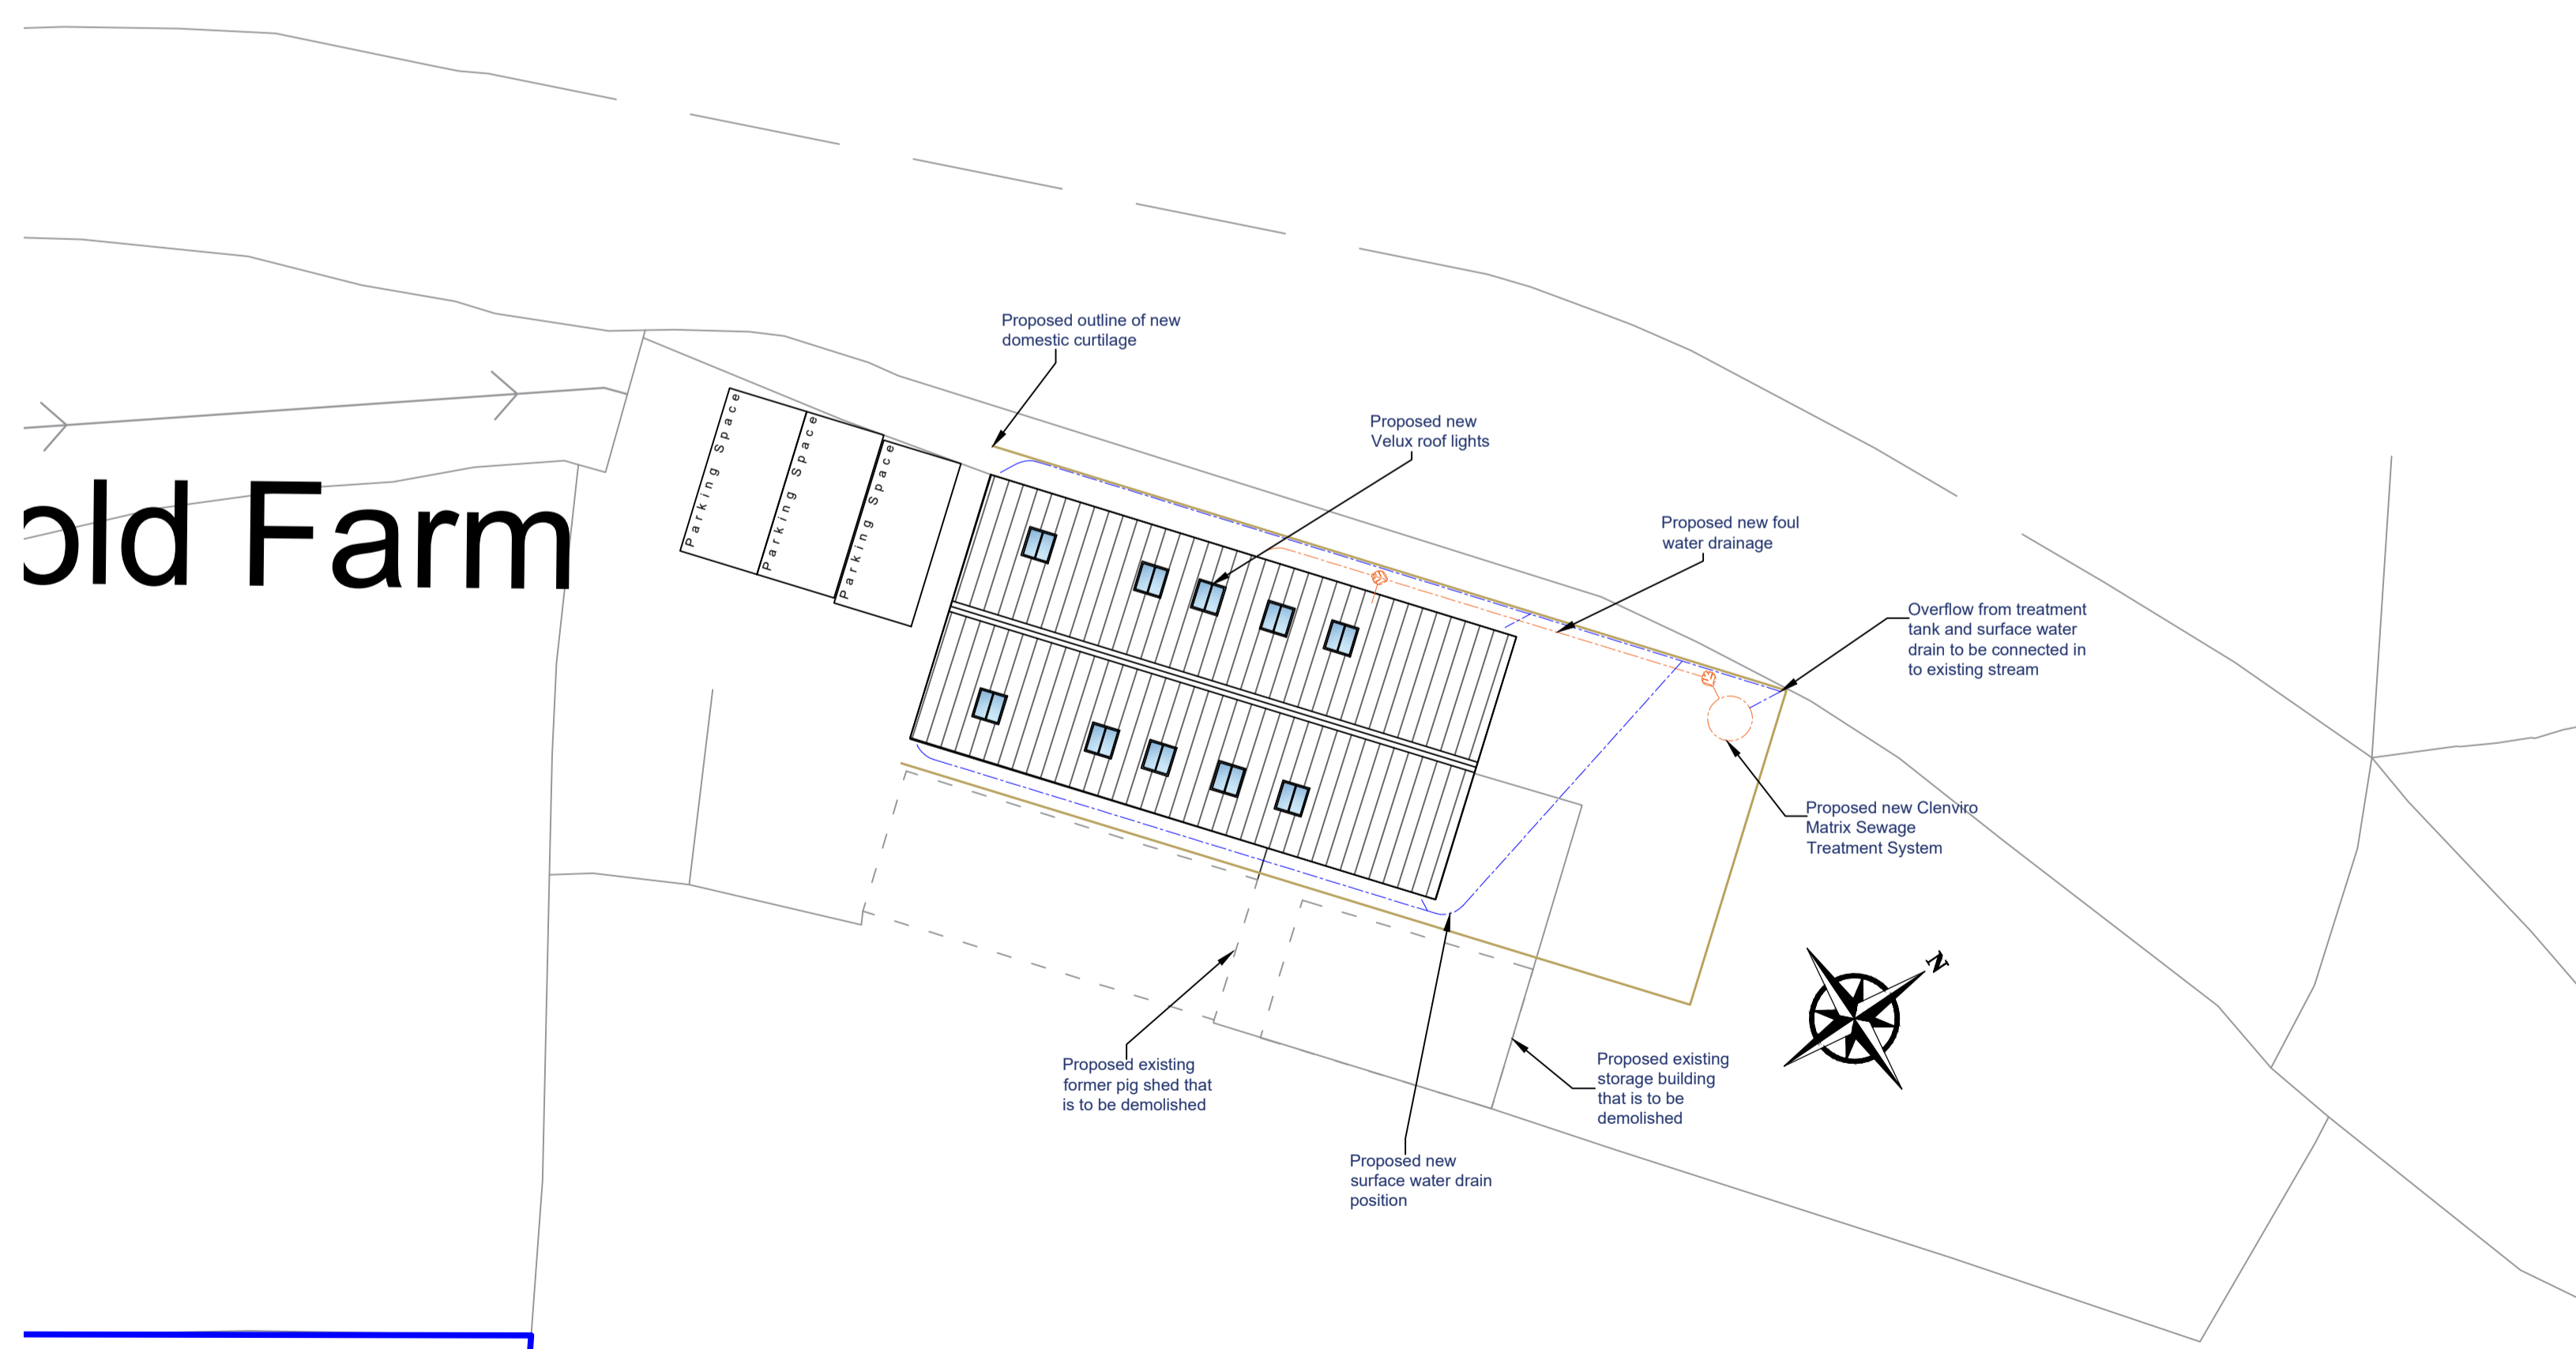 Proposed outline of new
domestic curtilage
Proposed new
Velux roof lights
Parking Space
Parking Space
Parking Space
old Farm
Proposed new foul
water drainage
Overflow from treatment
tank and surface water
drain to be connected in
to existing stream
Proposed new Clenviro
Matrix Sewage
Treatment System
N
Proposed existing
former pig shed that
is to be demolished
Proposed existing
storage building
that is to be
demolished
Proposed new
surface water drain
position